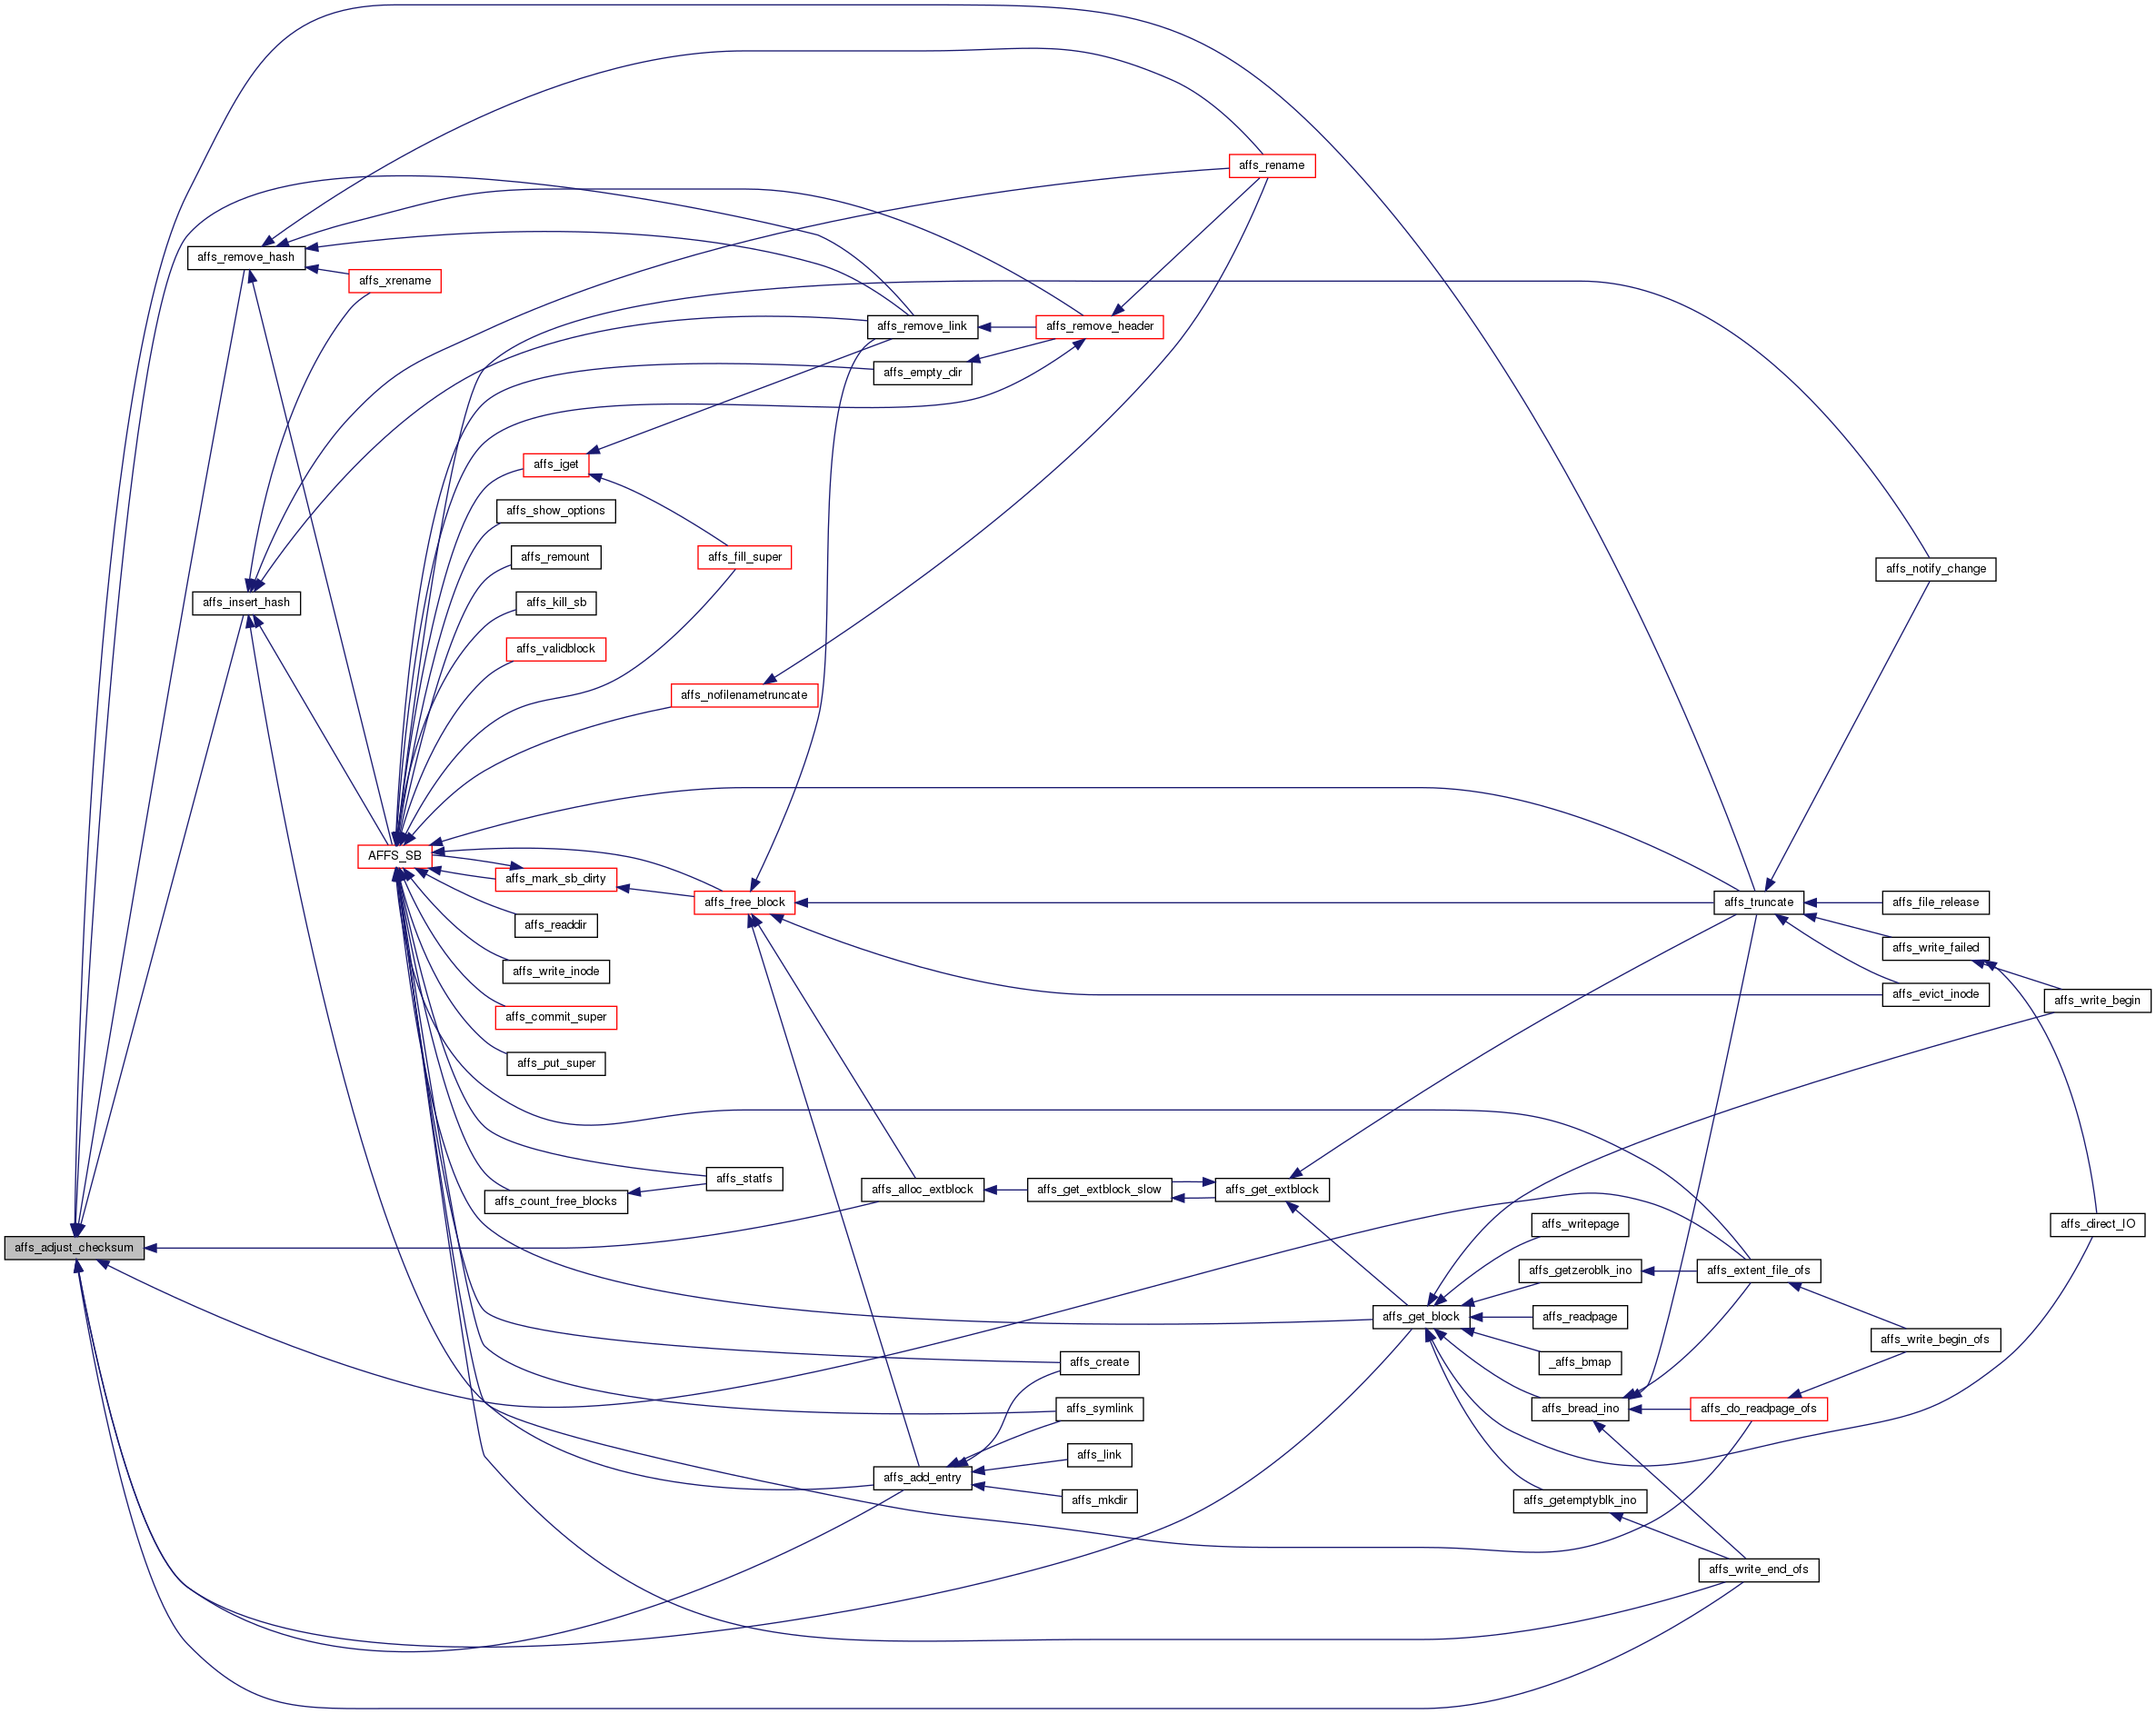 affs_rename
affs_remove_hash
affs_xrename
affs_remove_link
affs_remove_header
affs_empty_dir
affs_iget
affs_show_options
affs_remount
affs_fill_super
affs_notify_change
affs_insert_hash
affs_kill_sb
affs_validblock
affs_nofilenametruncate
AFFS_SB
affs_mark_sb_dirty
affs_free_block
affs_truncate
affs_file_release
affs_readdir
affs_write_failed
affs_write_inode
affs_evict_inode
affs_write_begin
affs_commit_super
affs_put_super
affs_statfs
affs_count_free_blocks
affs_alloc_extblock
affs_get_extblock_slow
affs_get_extblock
affs_writepage
affs_direct_IO
affs_adjust_checksum
affs_getzeroblk_ino
affs_extent_file_ofs
affs_get_block
affs_readpage
affs_write_begin_ofs
affs_create
_affs_bmap
affs_symlink
affs_bread_ino
affs_do_readpage_ofs
affs_link
affs_add_entry
affs_mkdir
affs_getemptyblk_ino
affs_write_end_ofs